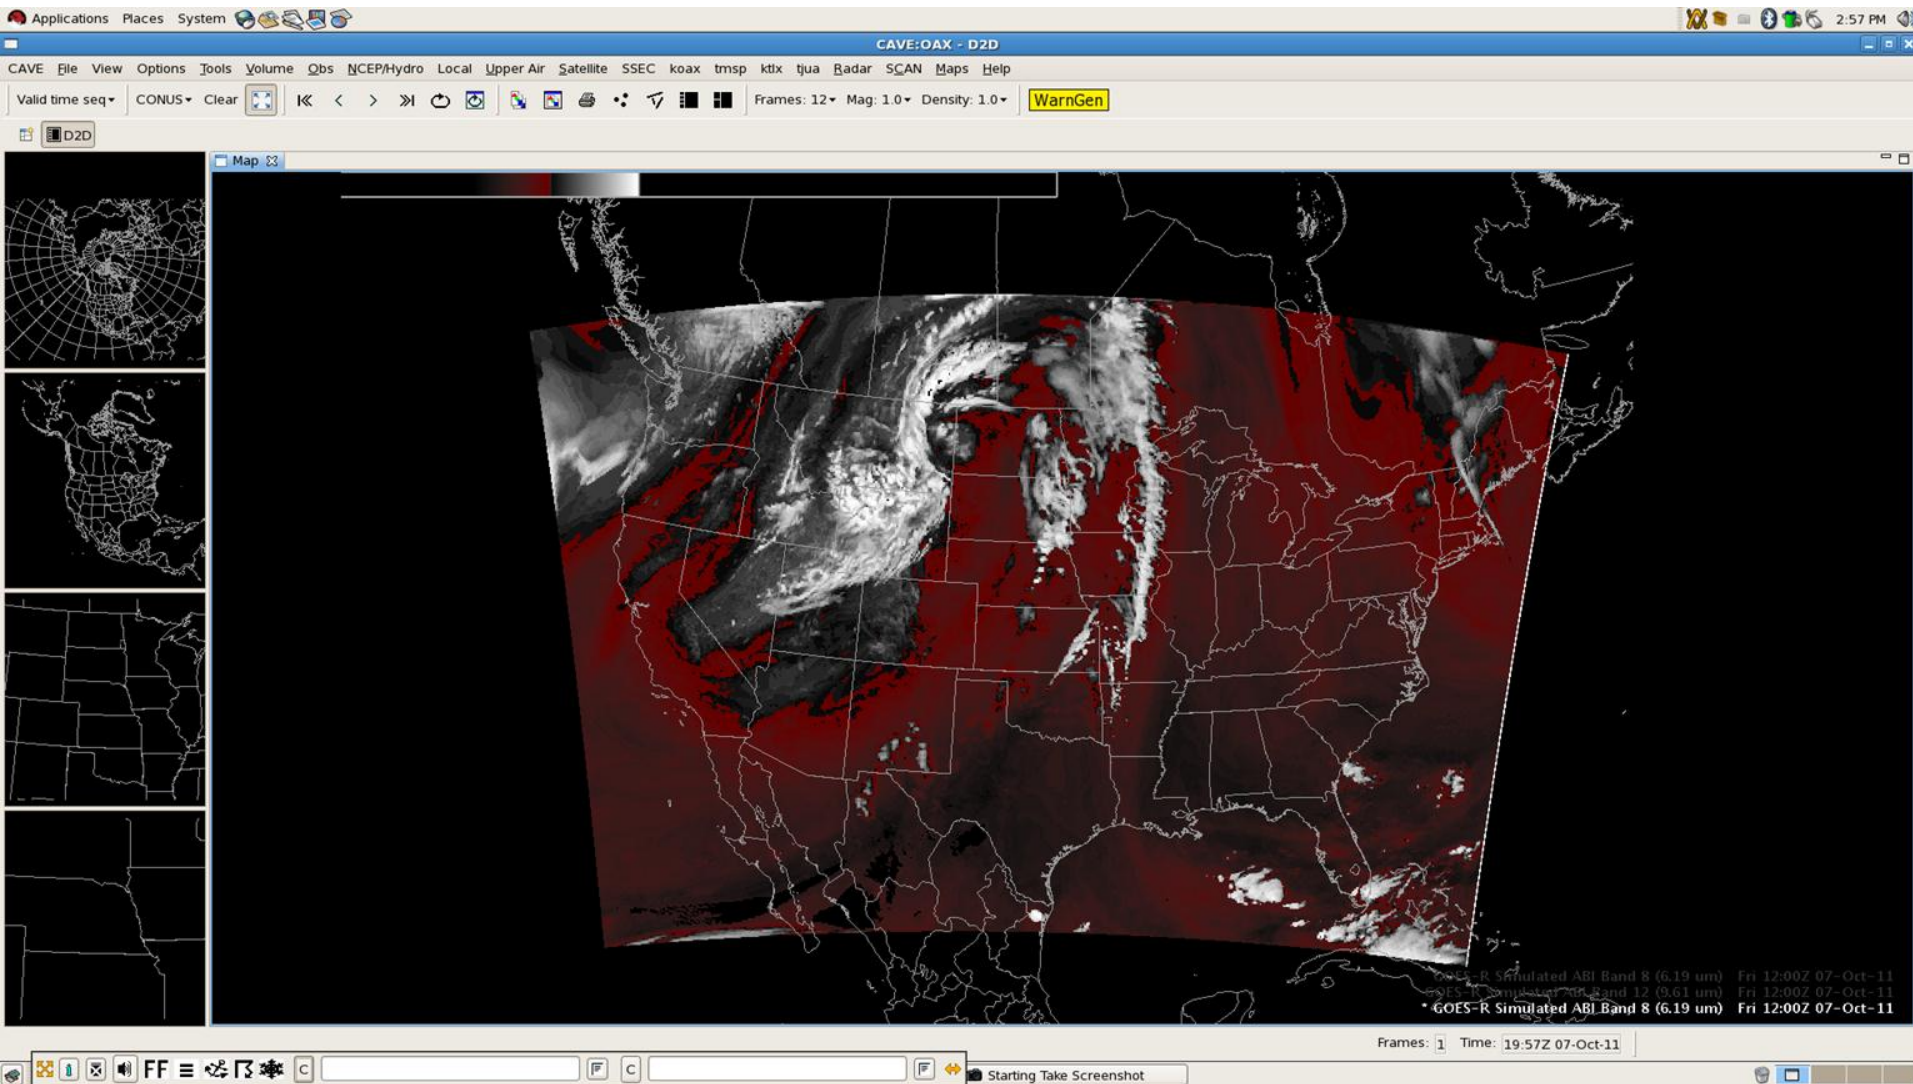 Applications Places System 2:57 PM
CAVE:OAX - D2D
CAVE File View Options Tools Volume Obs NCEP/Hydro Local Upper Air Satellite SSEC koax tmsp ktlx tjua Radar SCAN Maps Help
Valid time seq CONUS Clear Frames: 12 Mag: 1.0 Density: 1.0 WarnGen
D2D
Map
GOES-R Simulated ABI Band 8 (6.19 um) Fri 12:00Z 07-Oct-11
GOES-R Simulated ABI Band 12 (9.61 um) Fri 12:00Z 07-Oct-11
* GOES-R Simulated ABI Band 8 (6.19 um) Fri 12:00Z 07-Oct-11
Frames: 1 Time: 19:57Z 07-Oct-11
FF C C
Starting Take Screenshot